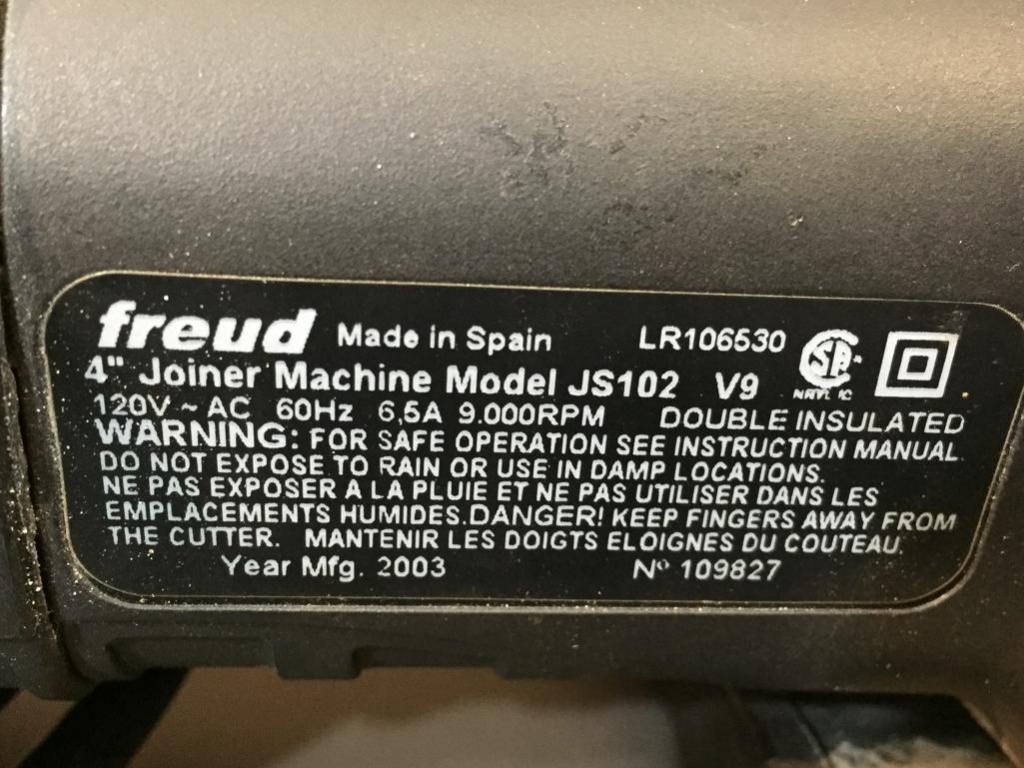 freud Made in Spain LR106530
4" Joiner Machine Model JS102 V9
120V ~ AC 60Hz 6,5A 9.000RPM DOUBLE INSULATED
WARNING: FOR SAFE OPERATION SEE INSTRUCTION MANUAL.
DO NOT EXPOSE TO RAIN OR USE IN DAMP LOCATIONS.
NE PAS EXPOSER A LA PLUIE ET NE PAS UTILISER DANS LES
EMPLACEMENTS HUMIDES.DANGER! KEEP FINGERS AWAY FROM
THE CUTTER. MANTENIR LES DOIGTS ELOIGNES DU COUTEAU.
Year Mfg. 2003 Nº 109827